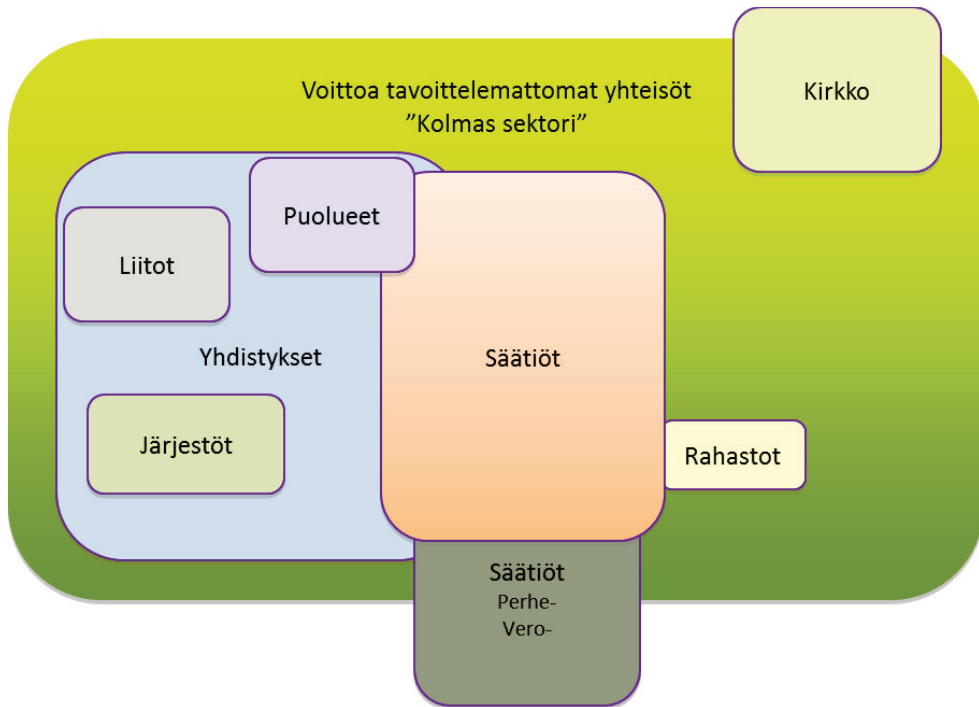 Voittoa tavoittelemattomat yhteisöt
”Kolmas sektori”
Kirkko
Puolueet
Liitot
Yhdistykset
Säätiöt
Järjestöt
Rahastot
Säätiöt
Perhe-
Vero-